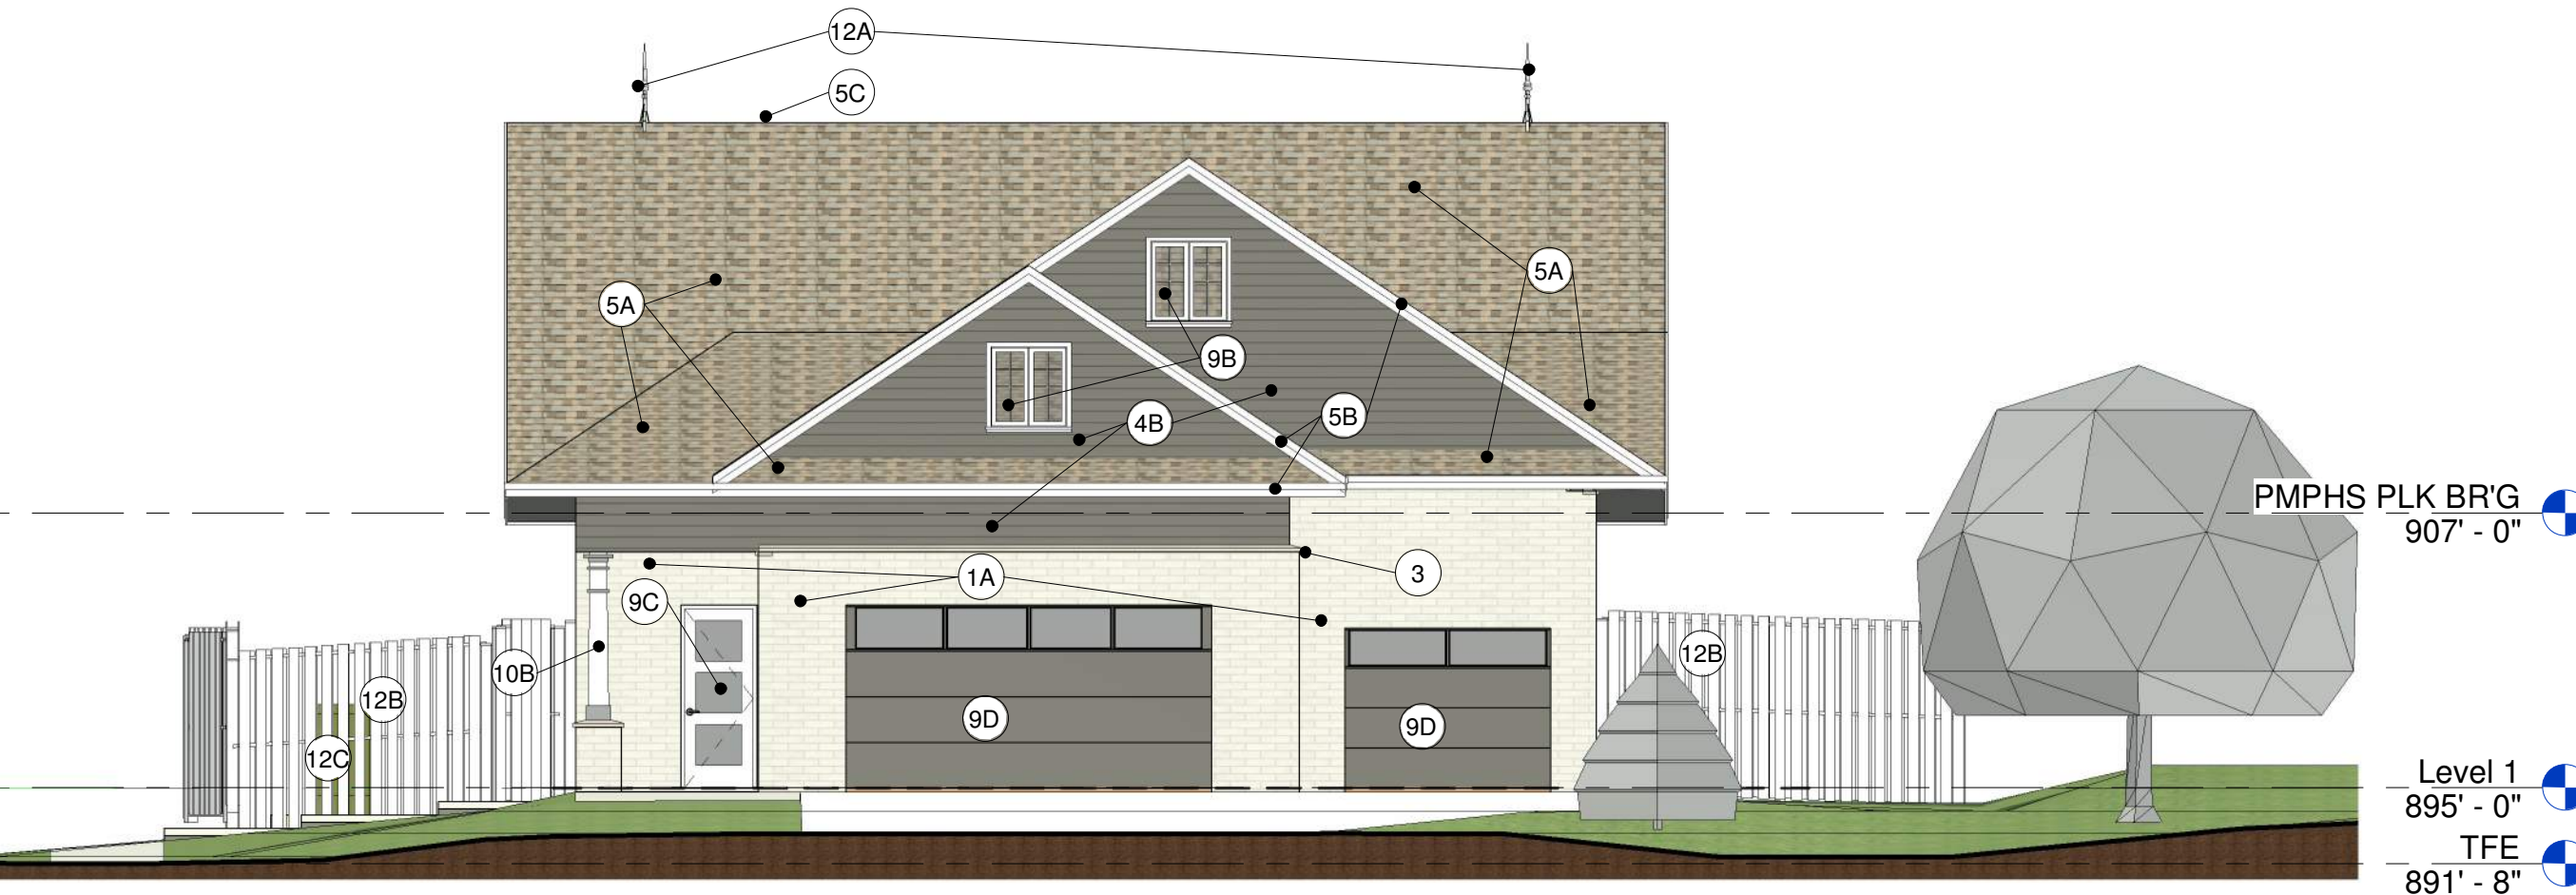 12A
5C
5A
5A
9B
5B
4B
PMPHS PLK BR'G
907' - 0"
3
1A
9C
12B
10B
12B
9D
9D
12C
Level 1
895' - 0"
TFE
891' - 8"